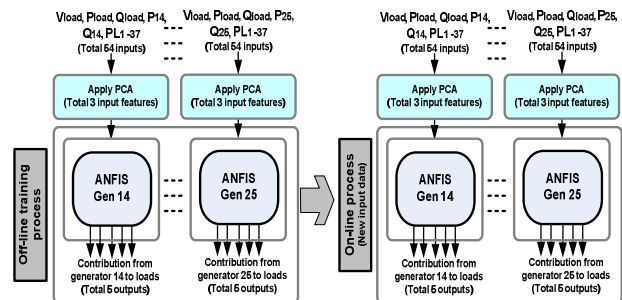 Vload, Pload, Qload, P14,
Q14, PL1 -37
(Total 54 inputs)
Vload, Pload, Qload, P25,
Q25, PL1 -37
(Total 54 inputs)
Apply PCA
(Total 3 input features)
Apply PCA
(Total 3 input features)
Off-line training
process
ANFIS
Gen 14
ANFIS
Gen 25
Contribution from
generator 14 to loads
(Total 5 outputs)
Contribution from
generator 25 to loads
(Total 5 outputs)
Vload, Pload, Qload, P14,
Q14, PL1 -37
(Total 54 inputs)
Vload, Pload, Qload, P25,
Q25, PL1 -37
(Total 54 inputs)
Apply PCA
(Total 3 input features)
Apply PCA
(Total 3 input features)
On-line process
(New input data)
ANFIS
Gen 14
ANFIS
Gen 25
Contribution from
generator 14 to loads
(Total 5 outputs)
Contribution from
generator 25 to loads
(Total 5 outputs)